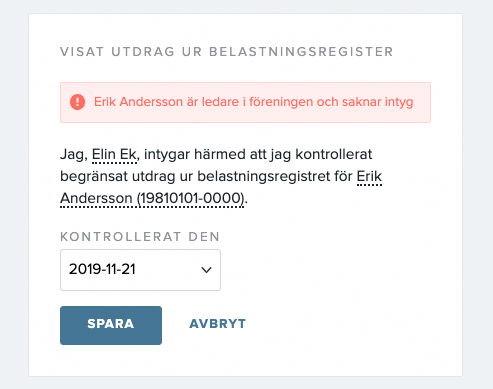 VISAT UTDRAG UR BELASTNINGSREGISTER
Erik Andersson är ledare i föreningen och saknar intyg
Jag, Elin Ek, intygar härmed att jag kontrollerat
begränsat utdrag ur belastningsregistret för Erik
Andersson (19810101-0000).
KONTROLLERAT DEN
2019-11-21
SPARA AVBRYT